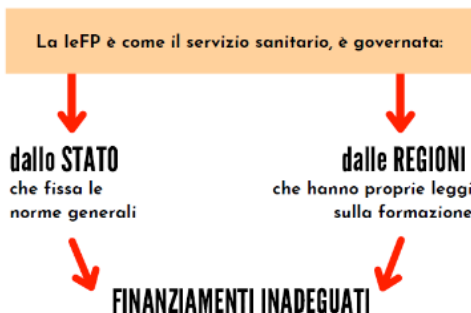 La IeFP è come il servizio sanitario, è governata:
dallo STATO
che fissa le
norme generali
dalle REGIONI
che hanno proprie leggi
sulla formazione
FINANZIAMENTI INADEGUATI